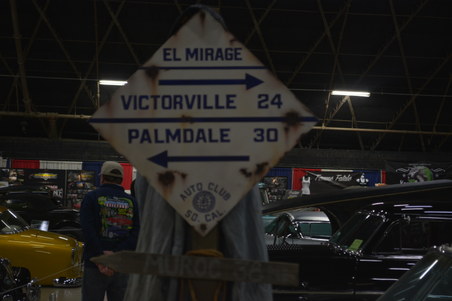 EL MIRAGE
VICTORVILLE 24
PALMDALE 30
AUTO CLUB
SO. CAL.